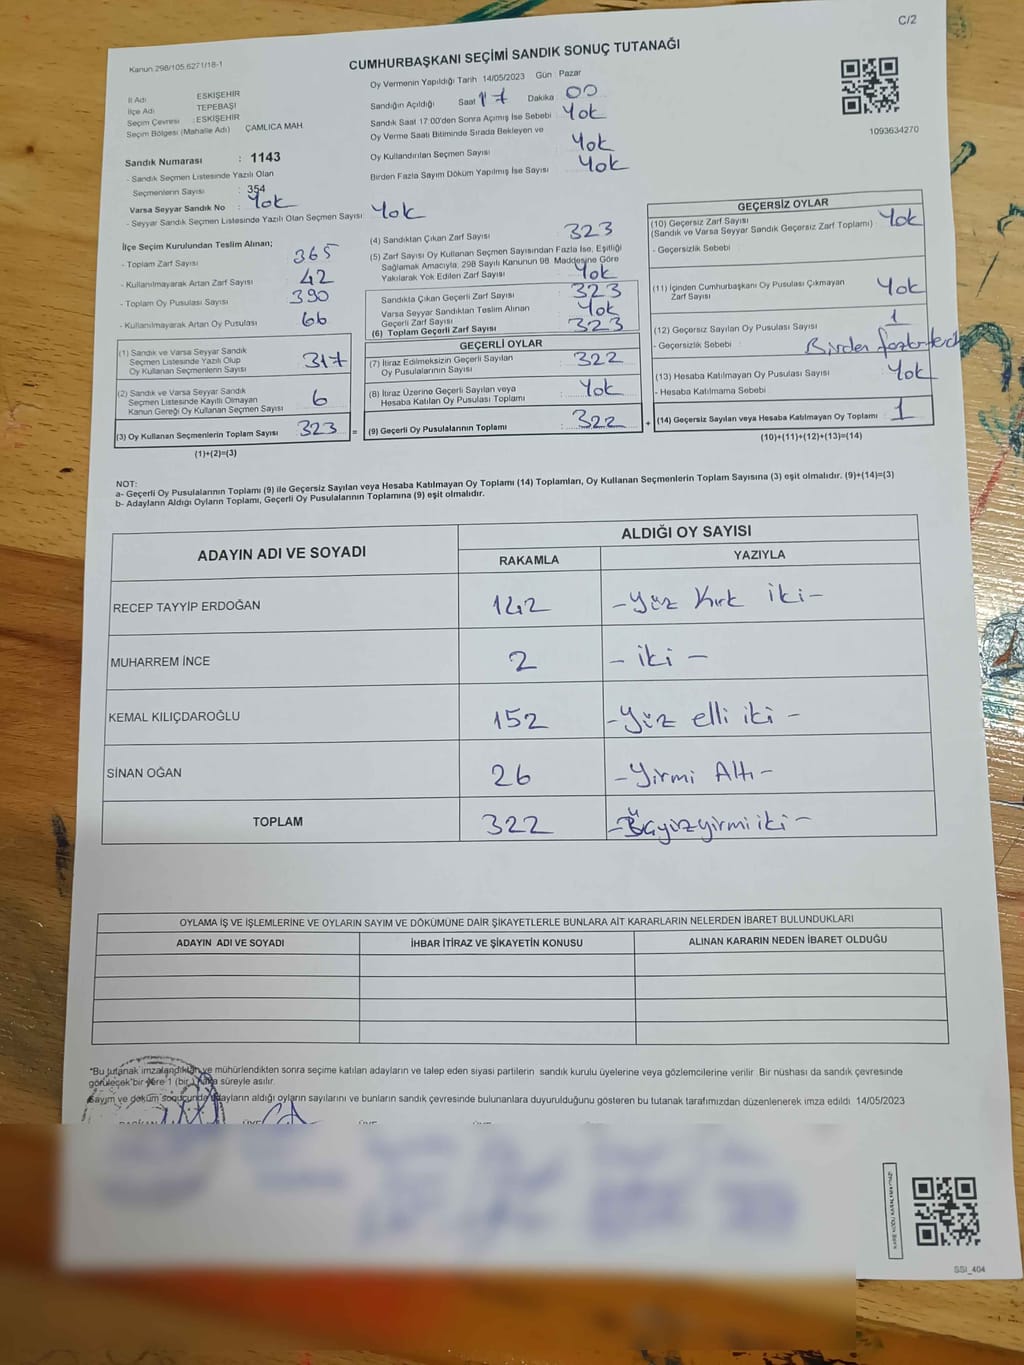 C/2
Kanun 298/105,6271/18-1
CUMHURBAŞKANI SEÇİMİ SANDIK SONUÇ TUTANAĞI
İl Adı ESKİŞEHİR
İlçe Adı TEPEBAŞI
Seçim Çevresi : ESKİŞEHİR
Seçim Bölgesi (Mahalle Adı) ÇAMLICA MAH.
Sandık Numarası : 1143
- Sandık Seçmen Listesinde Yazılı Olan
Seçmenlerin Sayısı : 354
Varsa Seyyar Sandık No : Yok
- Seyyar Sandık Seçmen Listesinde Yazılı Olan Seçmen Sayısı : Yok
Oy Vermenin Yapıldığı Tarih 14/05/2023 Gün Pazar
Sandığın Açıldığı Saat 17 Dakika 00
Sandık Saat 17:00'den Sonra Açımış İse Sebebi : Yok
Oy Verme Saati Bitiminde Sırada Bekleyen ve
Oy Kullandırılan Seçmen Sayısı Yok
Birden Fazla Sayım Döküm Yapılmış İse Sayısı Yok
1093634270
İlçe Seçim Kurulundan Teslim Alınan;
- Toplam Zarf Sayısı : 365
- Kullanılmayarak Artan Zarf Sayısı : 42
- Toplam Oy Pusulası Sayısı : 390
- Kullanılmayarak Artan Oy Pusulası : 66
(1) Sandık ve Varsa Seyyar Sandık
Seçmen Listesinde Yazılı Olup
Oy Kullanan Seçmenlerin Sayısı : 317
(2) Sandık ve Varsa Seyyar Sandık
Seçmen Listesinde Kayıtlı Olmayan
Kanun Gereği Oy Kullanan Seçmen Sayısı : 6
(3) Oy Kullanan Seçmenlerin Toplam Sayısı : 323 =
(1)+(2)=(3)
(4) Sandıktan Çıkan Zarf Sayısı : 323
(5) Zarf Sayısı Oy Kullanan Seçmen Sayısından Fazla İse, Eşitliği
Sağlamak Amacıyla, 298 Sayılı Kanunun 98. Maddesine Göre
Yakılarak Yok Edilen Zarf Sayısı : Yok
Sandıkla Çıkan Geçerli Zarf Sayısı : 323
Varsa Seyyar Sandıktan Teslim Alınan
Geçerli Zarf Sayısı : Yok
(6) Toplam Geçerli Zarf Sayısı : 323
GEÇERLİ OYLAR
(7) İtiraz Edilmeksizin Geçerli Sayılan
Oy Pusulalarının Sayısı : 322
(8) İtiraz Üzerine Geçerli Sayılan veya
Hesaba Katılan Oy Pusulası Toplamı : Yok
(9) Geçerli Oy Pusulalarının Toplamı : 322 +
GEÇERSİZ OYLAR
(10) Geçersiz Zarf Sayısı
(Sandık ve Varsa Seyyar Sandık Geçersiz Zarf Toplamı) : Yok
- Geçersizlik Sebebi :
(11) İçinden Cumhurbaşkanı Oy Pusulası Çıkmayan
Zarf Sayısı : Yok
(12) Geçersiz Sayılan Oy Pusulası Sayısı : 1
- Geçersizlik Sebebi : Birden fazla
(13) Hesaba Katılmayan Oy Pusulası Sayısı : Yok
- Hesaba Katılmama Sebebi
(14) Geçersiz Sayılan veya Hesaba Katılmayan Oy Toplamı : 1
(10)+(11)+(12)+(13)=(14)
NOT:
a- Geçerli Oy Pusulalarının Toplamı (9) ile Geçersiz Sayılan veya Hesaba Katılmayan Oy Toplamı (14) Toplamları, Oy Kullanan Seçmenlerin Toplam Sayısına (3) eşit olmalıdır. (9)+(14)=(3)
b- Adayların Aldığı Oyların Toplamı, Geçerli Oy Pusulalarının Toplamına (9) eşit olmalıdır.
ADAYIN ADI VE SOYADI ALDIĞI OY SAYISI
RAKAMLA YAZIYLA
RECEP TAYYİP ERDOĞAN 142 -Yüz Kırk iki-
MUHARREM İNCE 2 - iki -
KEMAL KILIÇDAROĞLU 152 -Yüz elli iki -
SİNAN OĞAN 26 -Yirmi Altı-
TOPLAM 322 -Üçyüzyirmi iki-
OYLAMA İŞ VE İŞLEMLERİNE VE OYLARIN SAYIM VE DÖKÜMÜNE DAİR ŞİKAYETLERLE BUNLARA AİT KARARLARIN NELERDEN İBARET BULUNDUKLARI
ADAYIN ADI VE SOYADI İHBAR İTİRAZ VE ŞİKAYETİN KONUSU ALINAN KARARIN NEDEN İBARET OLDUĞU
"Bu tutanak imzalandıktan ve mühürlendikten sonra seçime katılan adayların ve talep eden siyasi partilerin sandık kurulu üyelerine veya gözlemcilerine verilir Bir nüshası da sandık çevresinde
görülecek bir yere 1 (bir ) hafta süreyle asılır.
Sayım ve döküm sonucunda adayların aldığı oyların sayılarını ve bunların sandık çevresinde bulunanlara duyurulduğunu gösteren bu tutanak tarafımızdan düzenlenerek imza edildi 14/05/2023
SSI_404